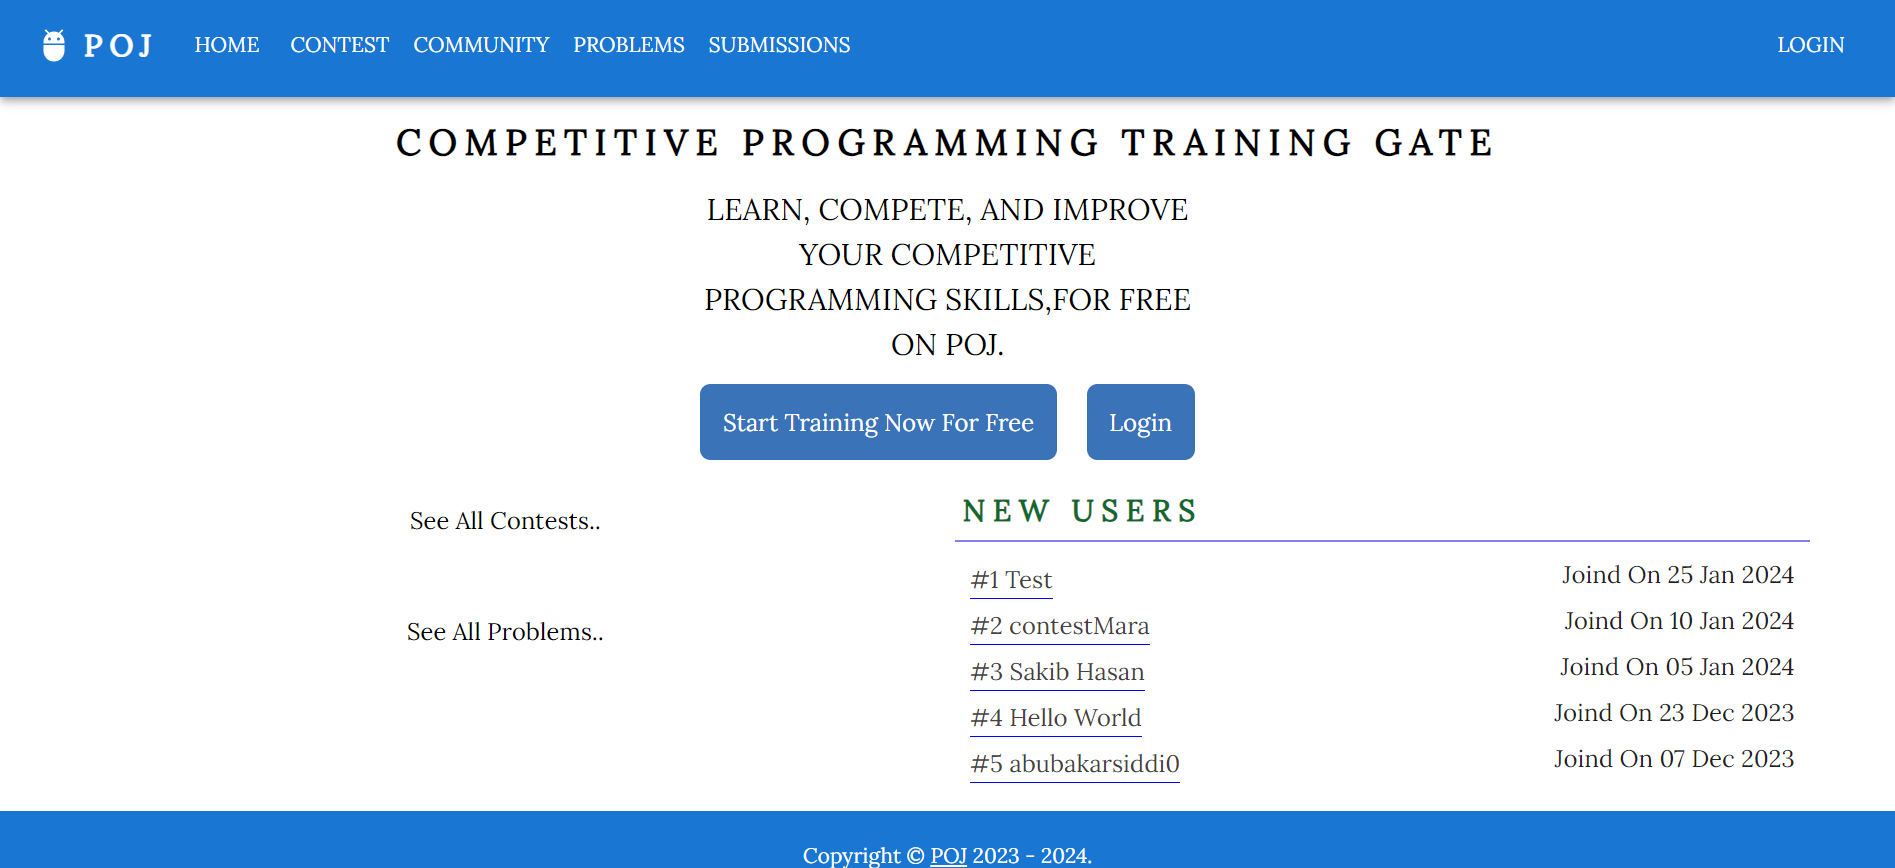 POJ
HOME CONTEST COMMUNITY PROBLEMS SUBMISSIONS LOGIN
COMPETITIVE PROGRAMMING TRAINING GATE
LEARN, COMPETE, AND IMPROVE
YOUR COMPETITIVE
PROGRAMMING SKILLS,FOR FREE
ON POJ.
Start Training Now For Free
Login
See All Contests..
See All Problems..
NEW USERS
#1 Test Joind On 25 Jan 2024
#2 contestMara Joind On 10 Jan 2024
#3 Sakib Hasan Joind On 05 Jan 2024
#4 Hello World Joind On 23 Dec 2023
#5 abubakarsiddi0 Joind On 07 Dec 2023
Copyright © POJ 2023 - 2024.